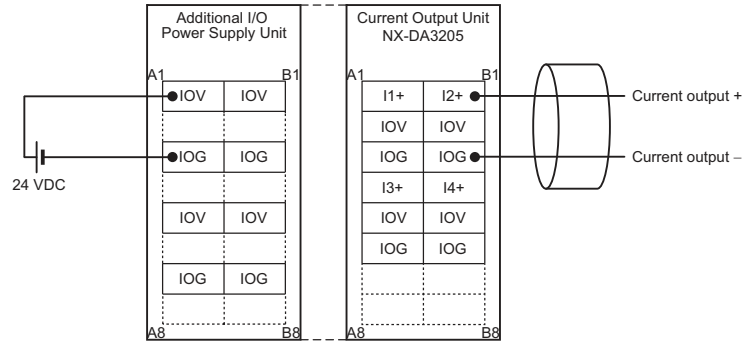 Additional I/O
Power Supply Unit
Current Output Unit
NX-DA3205
A1 B1 A1 B1
IOV IOV I1+ I2+ Current output +
IOV IOV
IOG IOG IOG IOG Current output –
24 VDC
I3+ I4+
IOV IOV IOV IOV
IOG IOG
IOG IOG
A8 B8 A8 B8